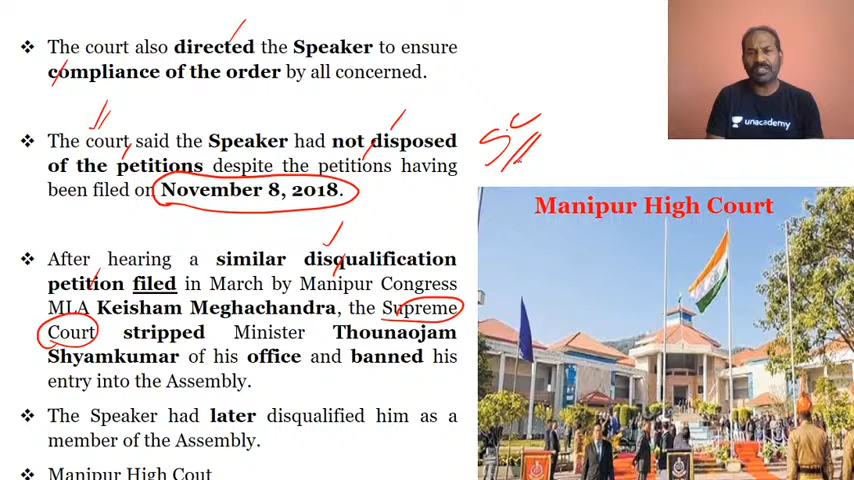 ❖ The court also directed the Speaker to ensure
compliance of the order by all concerned.
❖ The court said the Speaker had not disposed
of the petitions despite the petitions having
been filed on November 8, 2018.
❖ After hearing a similar disqualification
petition filed in March by Manipur Congress
MLA Keisham Meghachandra, the Supreme
Court stripped Minister Thounaojam
Shyamkumar of his office and banned his
entry into the Assembly.
❖ The Speaker had later disqualified him as a
member of the Assembly.
❖ Manipur High Cout
S.C
unacademy
Manipur High Court